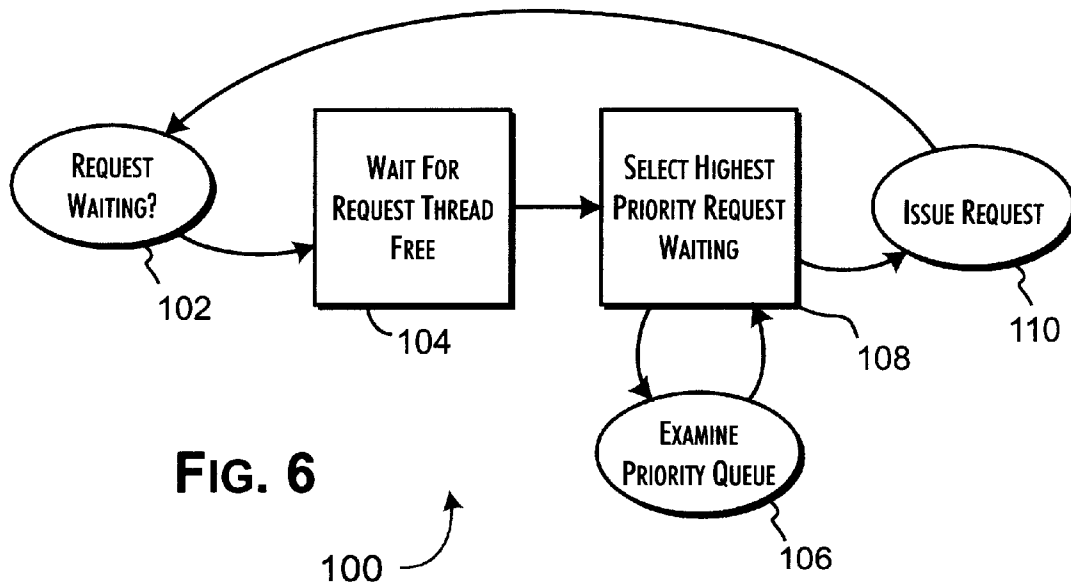 REQUEST
WAITING?
102
WAIT FOR
REQUEST THREAD
FREE
104
SELECT HIGHEST
PRIORITY REQUEST
WAITING
108
ISSUE REQUEST
110
EXAMINE
PRIORITY QUEUE
106
FIG. 6
100